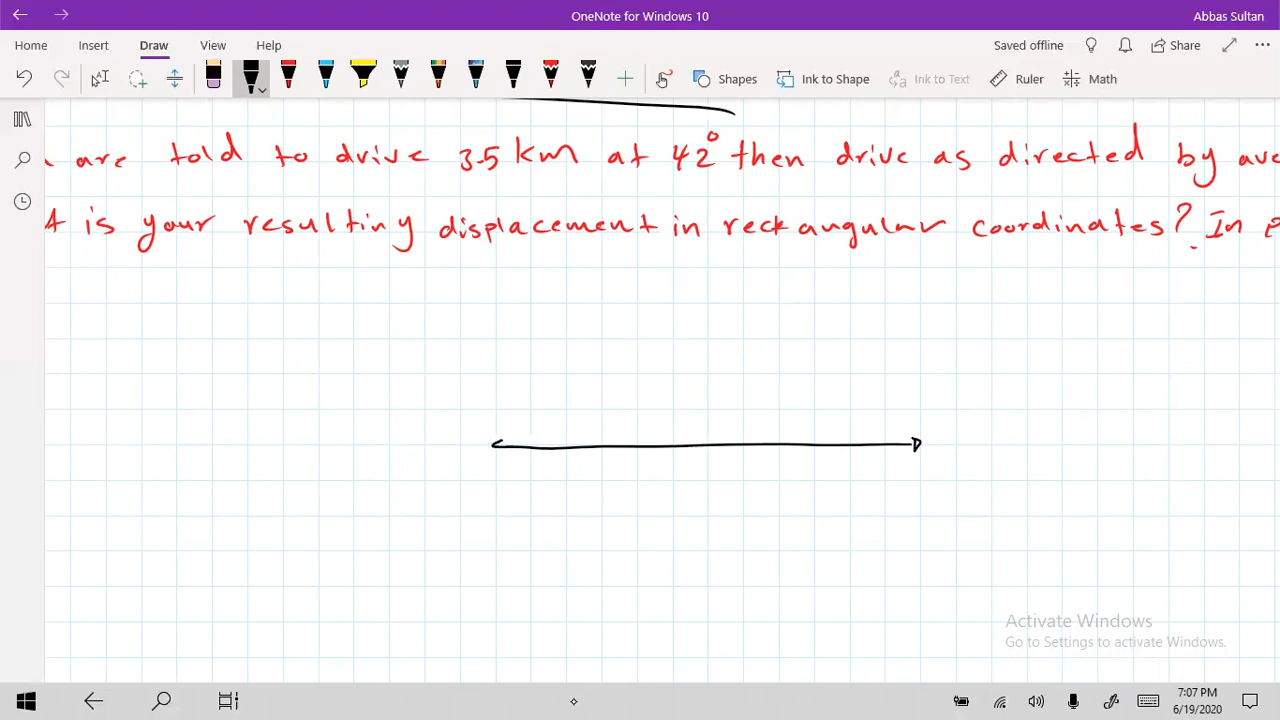 OneNote for Windows 10
Abbas Sultan
Home Insert Draw View Help
Saved offline Share
Shapes Ink to Shape Ink to Text Ruler Math
are told to drive 3.5 km at 42° then drive as directed by
is your resulting displacement in reckangular coordinates? In
Activate Windows
Go to Settings to activate Windows.
7:07 PM
6/19/2020